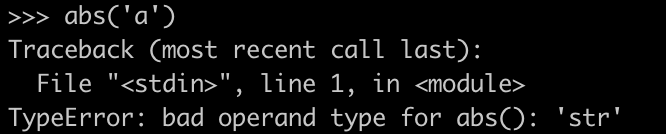 >>> abs('a')
Traceback (most recent call last):
  File "<stdin>", line 1, in <module>
TypeError: bad operand type for abs(): 'str'